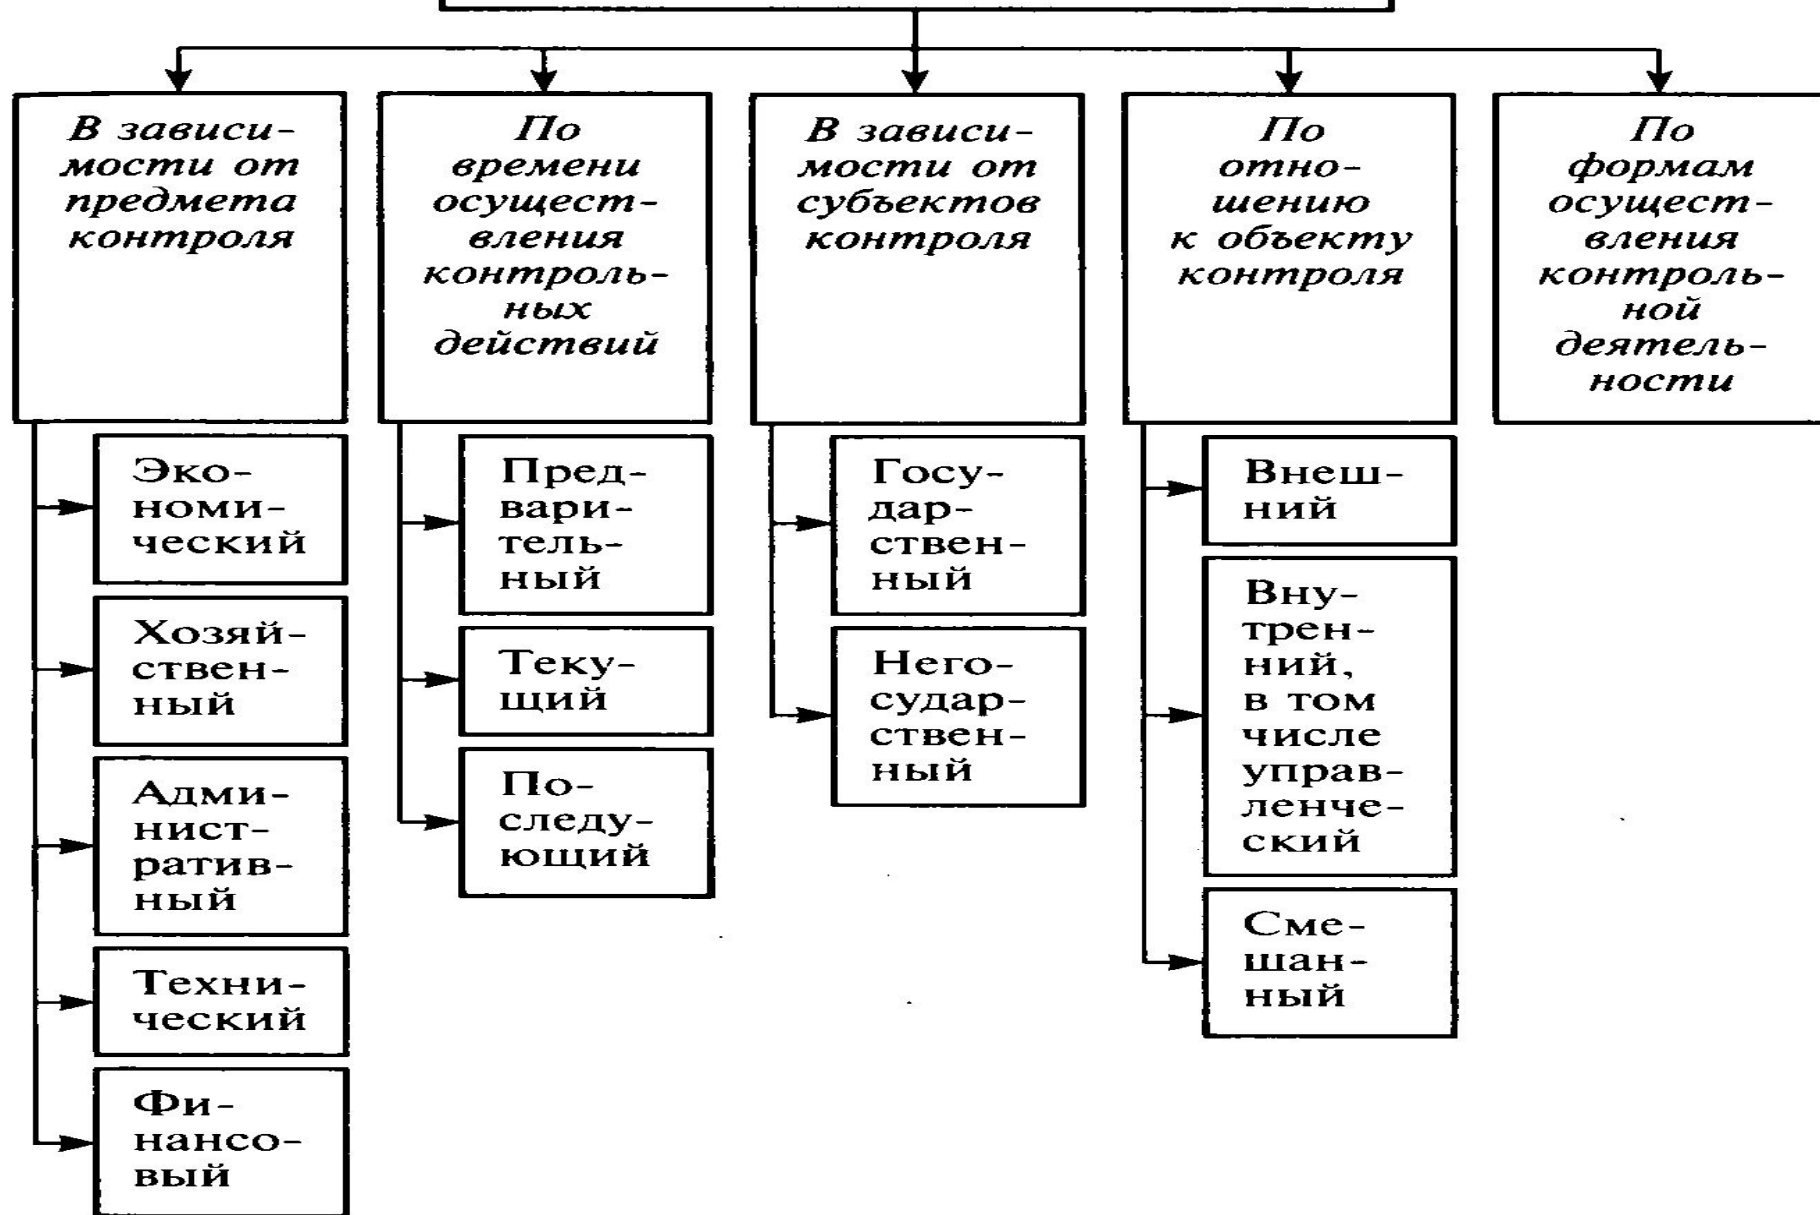 В зависи-
мости от
предмета
контроля
Эко-
номи-
ческий
Хозяй-
ствен-
ный
Адми-
нист-
ратив-
ный
Техни-
ческий
Фи-
нансо-
вый
По
времени
осущест-
вления
контроль-
ных
действий
Пред-
вари-
тель-
ный
Теку-
щий
По-
следу-
ющий
В зависи-
мости от
субъектов
контроля
Госу-
дар-
ствен-
ный
Него-
судар-
ствен-
ный
По
отно-
шению
к объекту
контроля
Внеш-
ний
Вну-
трен-
ний,
в том
числе
управ-
ленче-
ский
Сме-
шан-
ный
По
формам
осущест-
вления
контроль-
ной
деятель-
ности